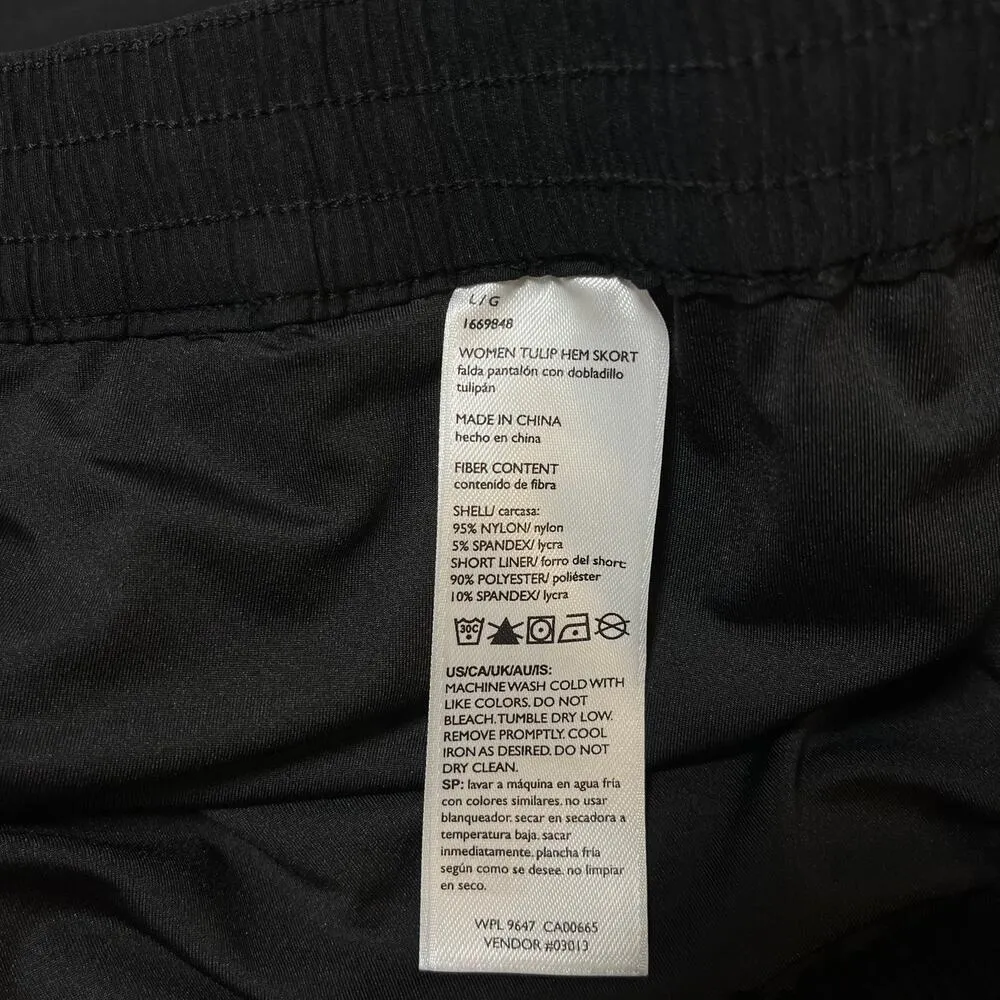 L/G
1669848
WOMEN TULIP HEM SKORT
falda pantalón con dobladillo
tulipán
MADE IN CHINA
hecho en china
FIBER CONTENT
contenido de fibra
SHELL/ carcasa:
95% NYLON/ nylon
5% SPANDEX/ lycra
SHORT LINER/ forro del short:
90% POLYESTER/ poliéster
10% SPANDEX/ lycra
30C
US/CA/UK/AU/IS:
MACHINE WASH COLD WITH
LIKE COLORS. DO NOT
BLEACH. TUMBLE DRY LOW.
REMOVE PROMPTLY. COOL
IRON AS DESIRED. DO NOT
DRY CLEAN.
SP: lavar a máquina en agua fría
con colores similares. no usar
blanqueador. secar en secadora a
temperatura baja. sacar
inmediatamente. plancha fría
según como se desee. no limpiar
en seco.
WPL 9647 CA00665
VENDOR #03013